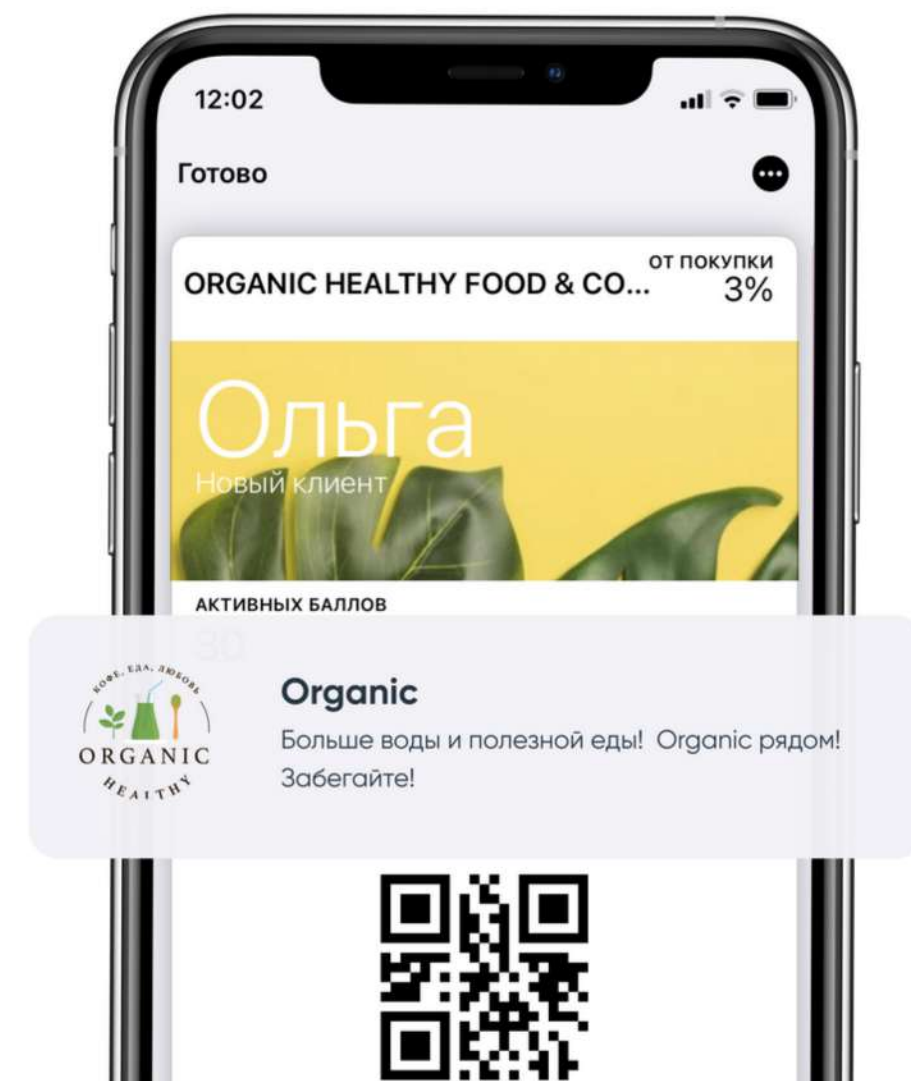 12:02
Готово
ORGANIC HEALTHY FOOD & CO...
ОТ ПОКУПКИ
3%
Ольга
Новый клиент
АКТИВНЫХ БАЛЛОВ
30
КОФЕ, ЕДА, ЛЮБОВЬ
ORGANIC
HEALTHY
Organic
Больше воды и полезной еды! Organic рядом!
Забегайте!